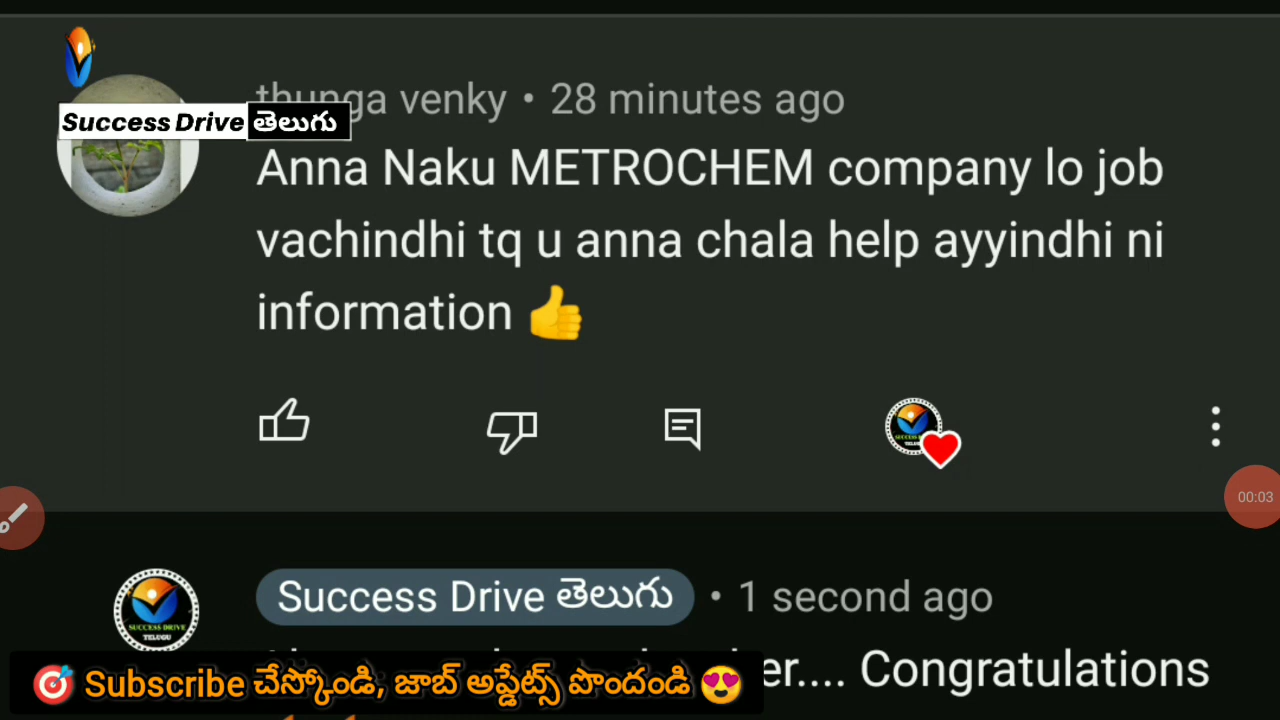 thunga venky • 28 minutes ago
Success Drive తెలుగు
Anna Naku METROCHEM company lo job
vachindhi tq u anna chala help ayyindhi ni
information 👍
00:03
Success Drive తెలుగు • 1 second ago
er.... Congratulations
🎯 Subscribe చేస్కోండి, జాబ్ అప్డేట్స్ పొందండి 😍